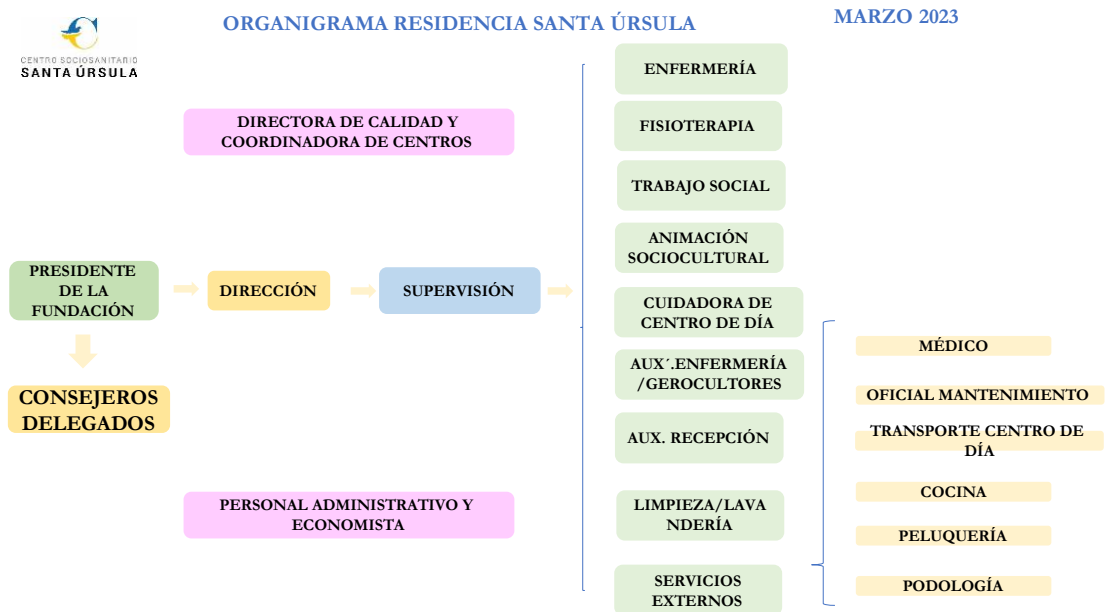 ORGANIGRAMA RESIDENCIA SANTA ÚRSULA
MARZO 2023
CENTRO SOCIOSANITARIO
SANTA ÚRSULA
DIRECTORA DE CALIDAD Y
COORDINADORA DE CENTROS
PRESIDENTE
DE LA
FUNDACIÓN
CONSEJEROS
DELEGADOS
DIRECCIÓN
SUPERVISIÓN
PERSONAL ADMINISTRATIVO Y
ECONOMISTA
ENFERMERÍA
FISIOTERAPIA
TRABAJO SOCIAL
ANIMACIÓN
SOCIOCULTURAL
CUIDADORA DE
CENTRO DE DÍA
AUX´.ENFERMERÍA
/GEROCULTORES
AUX. RECEPCIÓN
LIMPIEZA/LAVA
NDERÍA
SERVICIOS
EXTERNOS
MÉDICO
OFICIAL MANTENIMIENTO
TRANSPORTE CENTRO DE
DÍA
COCINA
PELUQUERÍA
PODOLOGÍA